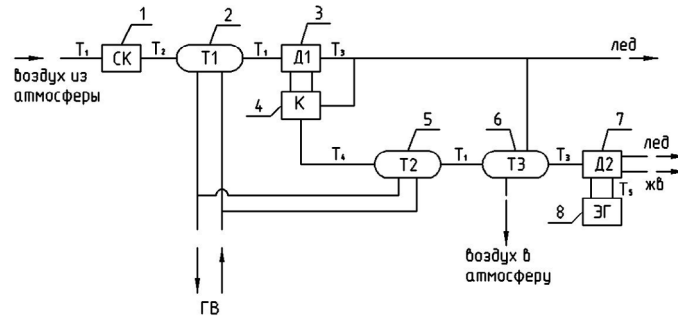 1
2
3
T₁
СК
T₂
T1
T₁
Д1
T₃
лед
воздух из
атмосферы
4
К
5
6
7
T₄
T2
T₁
T3
T₃
Д2
лед
жв
T₅
8
ЭГ
воздух в
атмосферу
ГВ